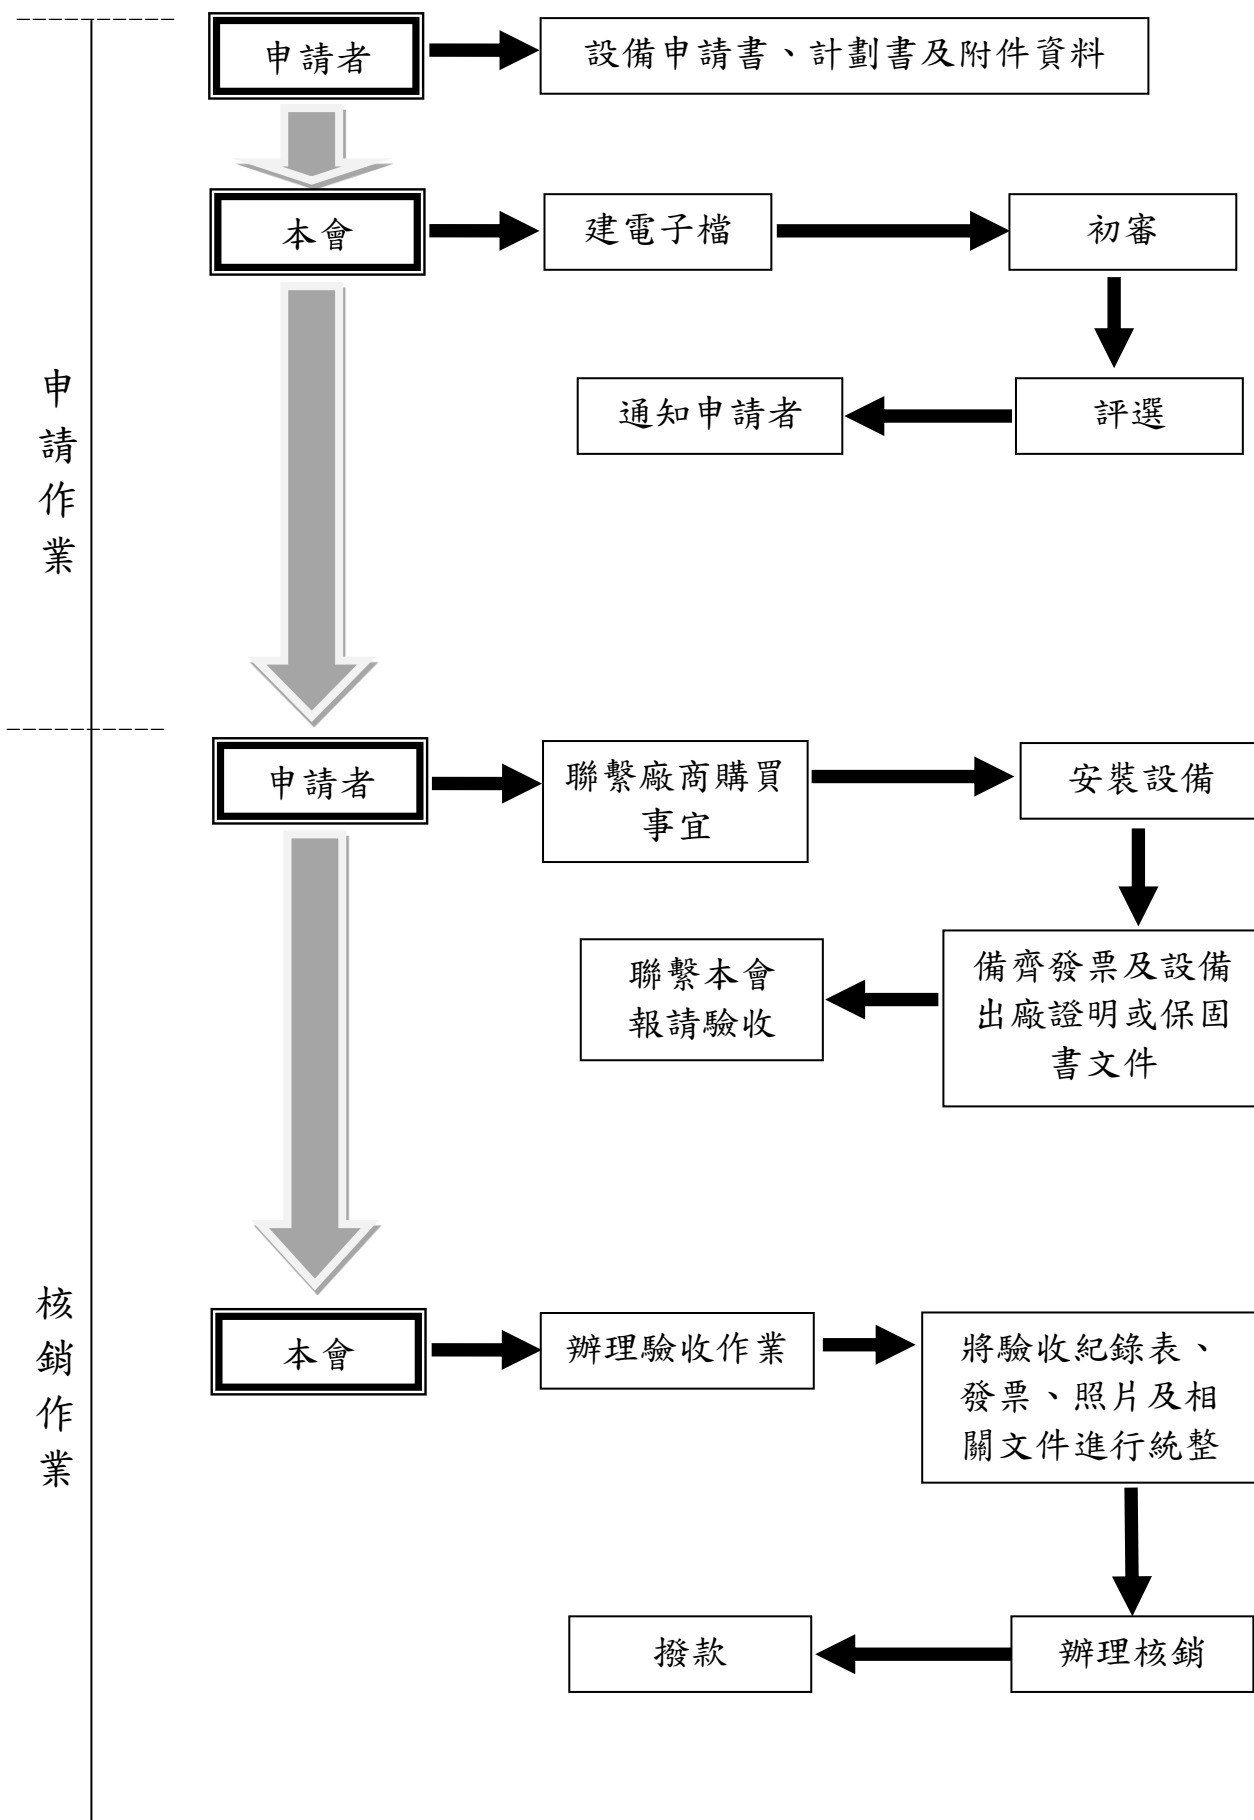 申請者
設備申請書、計劃書及附件資料
本會
建電子檔
初審
評選
通知申請者
申請作業
申請者
聯繫廠商購買
事宜
安裝設備
備齊發票及設備
出廠證明或保固
書文件
聯繫本會
報請驗收
核銷作業
本會
辦理驗收作業
將驗收紀錄表、
發票、照片及相
關文件進行統整
辦理核銷
撥款